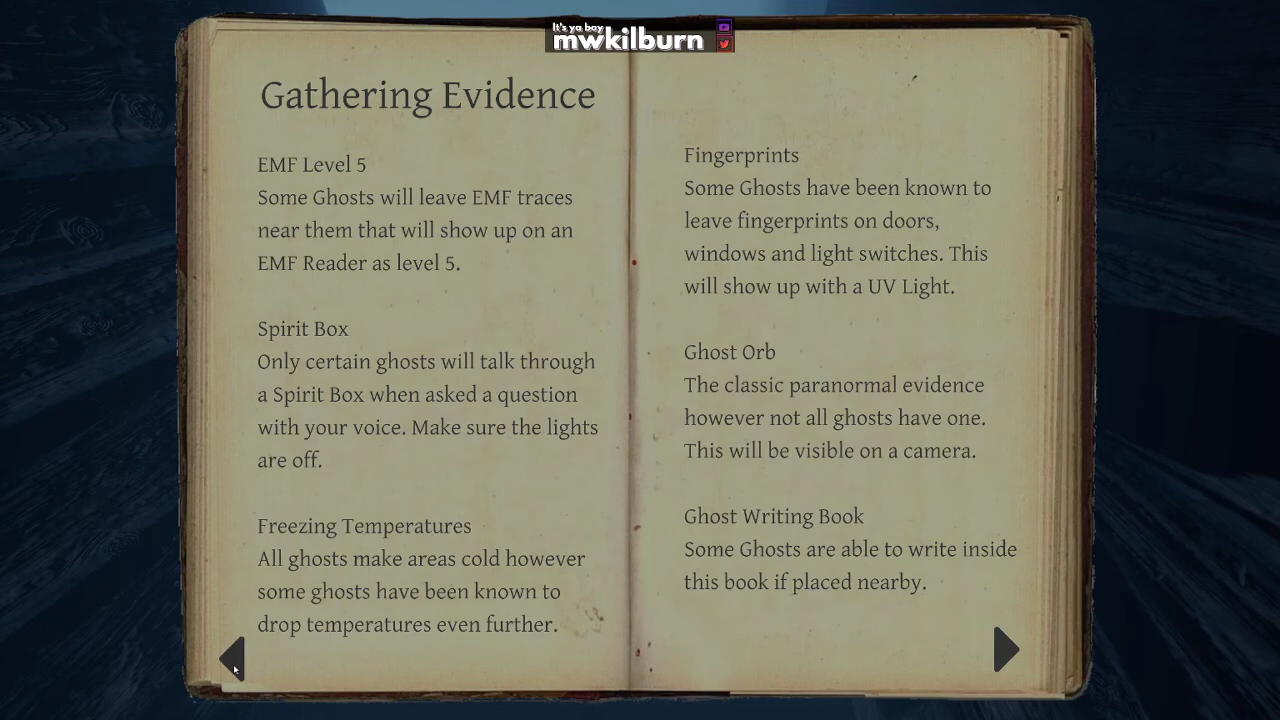 It's ya boy
mwkilburn
Gathering Evidence
EMF Level 5
Some Ghosts will leave EMF traces
near them that will show up on an
EMF Reader as level 5.
Spirit Box
Only certain ghosts will talk through
a Spirit Box when asked a question
with your voice. Make sure the lights
are off.
Freezing Temperatures
All ghosts make areas cold however
some ghosts have been known to
drop temperatures even further.
Fingerprints
Some Ghosts have been known to
leave fingerprints on doors,
windows and light switches. This
will show up with a UV Light.
Ghost Orb
The classic paranormal evidence
however not all ghosts have one.
This will be visible on a camera.
Ghost Writing Book
Some Ghosts are able to write inside
this book if placed nearby.